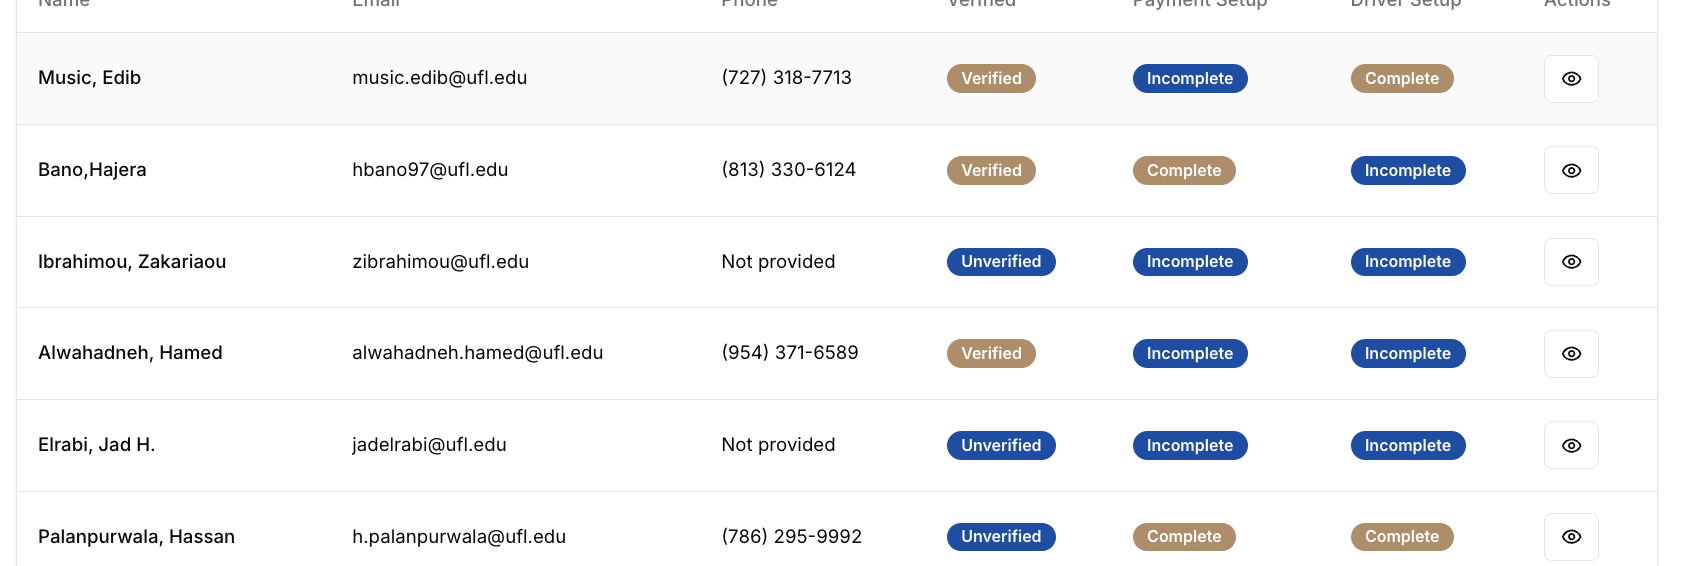 Name Email Phone Verified Payment Setup Driver Setup Actions
Music, Edib music.edib@ufl.edu (727) 318-7713 Verified Incomplete Complete
Bano,Hajera hbano97@ufl.edu (813) 330-6124 Verified Complete Incomplete
Ibrahimou, Zakariaou zibrahimou@ufl.edu Not provided Unverified Incomplete Incomplete
Alwahadneh, Hamed alwahadneh.hamed@ufl.edu (954) 371-6589 Verified Incomplete Incomplete
Elrabi, Jad H. jadelrabi@ufl.edu Not provided Unverified Incomplete Incomplete
Palanpurwala, Hassan h.palanpurwala@ufl.edu (786) 295-9992 Unverified Complete Complete